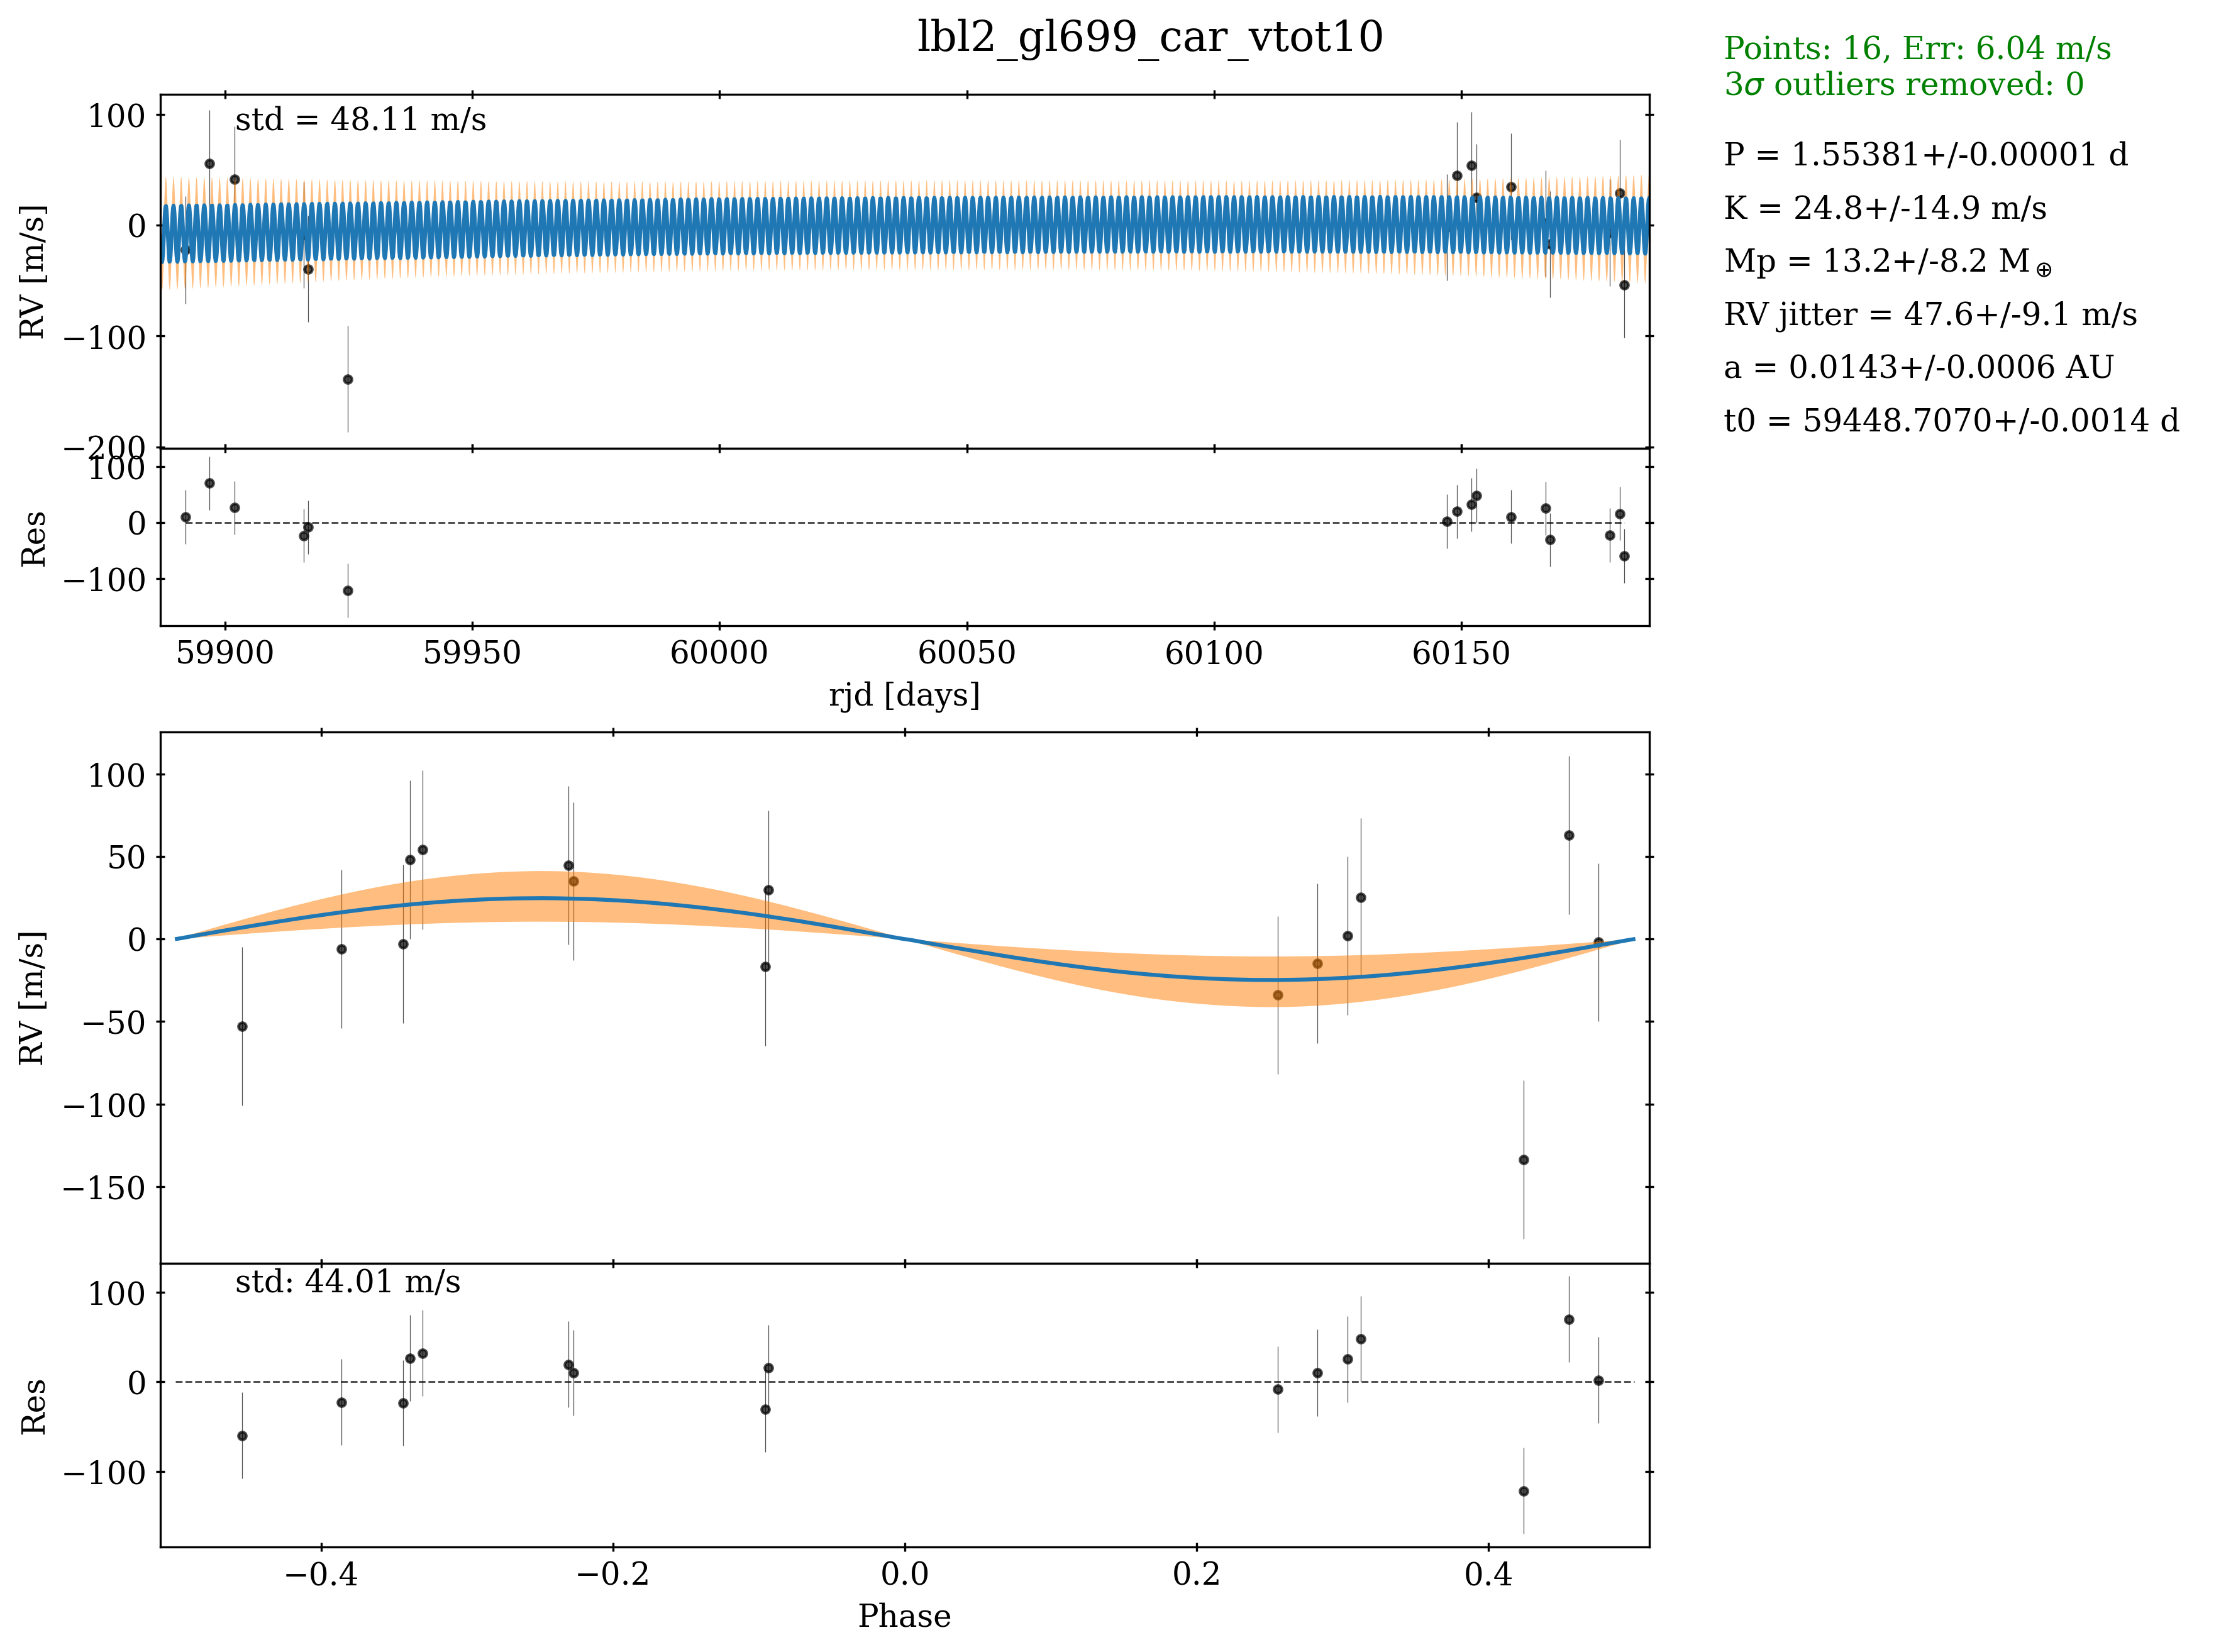 lbl2_gl699_car_vtot10
Points: 16, Err: 6.04 m/s
3σ outliers removed: 0
P = 1.55381+/-0.00001 d
K = 24.8+/-14.9 m/s
Mp = 13.2+/-8.2 M⊕
RV jitter = 47.6+/-9.1 m/s
a = 0.0143+/-0.0006 AU
t0 = 59448.7070+/-0.0014 d
std = 48.11 m/s
100
0
−100
−200
RV [m/s]
100
0
−100
Res
59900 59950 60000 60050 60100 60150
rjd [days]
100
50
0
−50
−100
−150
RV [m/s]
std: 44.01 m/s
100
0
−100
Res
−0.4 −0.2 0.0 0.2 0.4
Phase